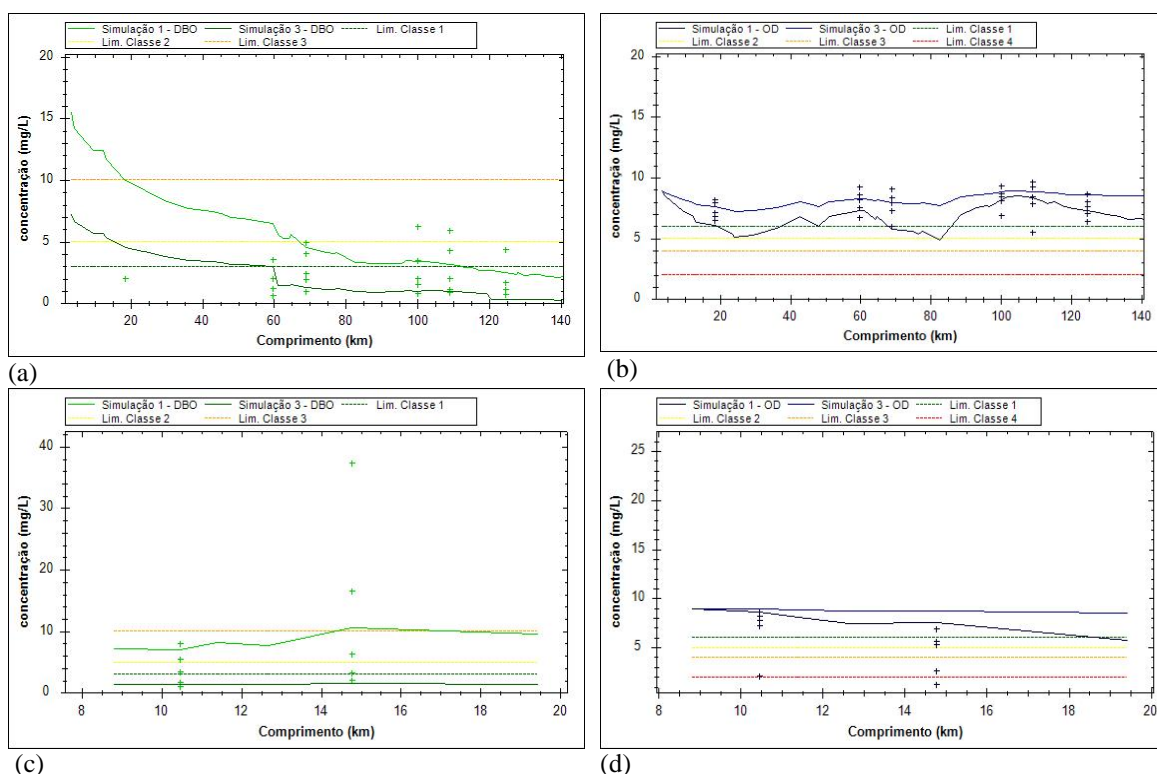 Simulação 1 - DBO Simulação 3 - DBO Lim. Classe 1
Lim. Classe 2 Lim. Classe 3
concentração (mg/L)
20
15
10
5
0
20 40 60 80 100 120 140
Comprimento (km)
(a)
Simulação 1 - OD Simulação 3 - OD Lim. Classe 1
Lim. Classe 2 Lim. Classe 3 Lim. Classe 4
concentração (mg/L)
20
15
10
5
0
20 40 60 80 100 120 140
Comprimento (km)
(b)
Simulação 1 - DBO Simulação 3 - DBO Lim. Classe 1
Lim. Classe 2 Lim. Classe 3
concentração (mg/L)
40
30
20
10
0
8 10 12 14 16 18 20
Comprimento (km)
(c)
Simulação 1 - OD Simulação 3 - OD Lim. Classe 1
Lim. Classe 2 Lim. Classe 3 Lim. Classe 4
concentração (mg/L)
25
20
15
10
5
8 10 12 14 16 18 20
Comprimento (km)
(d)